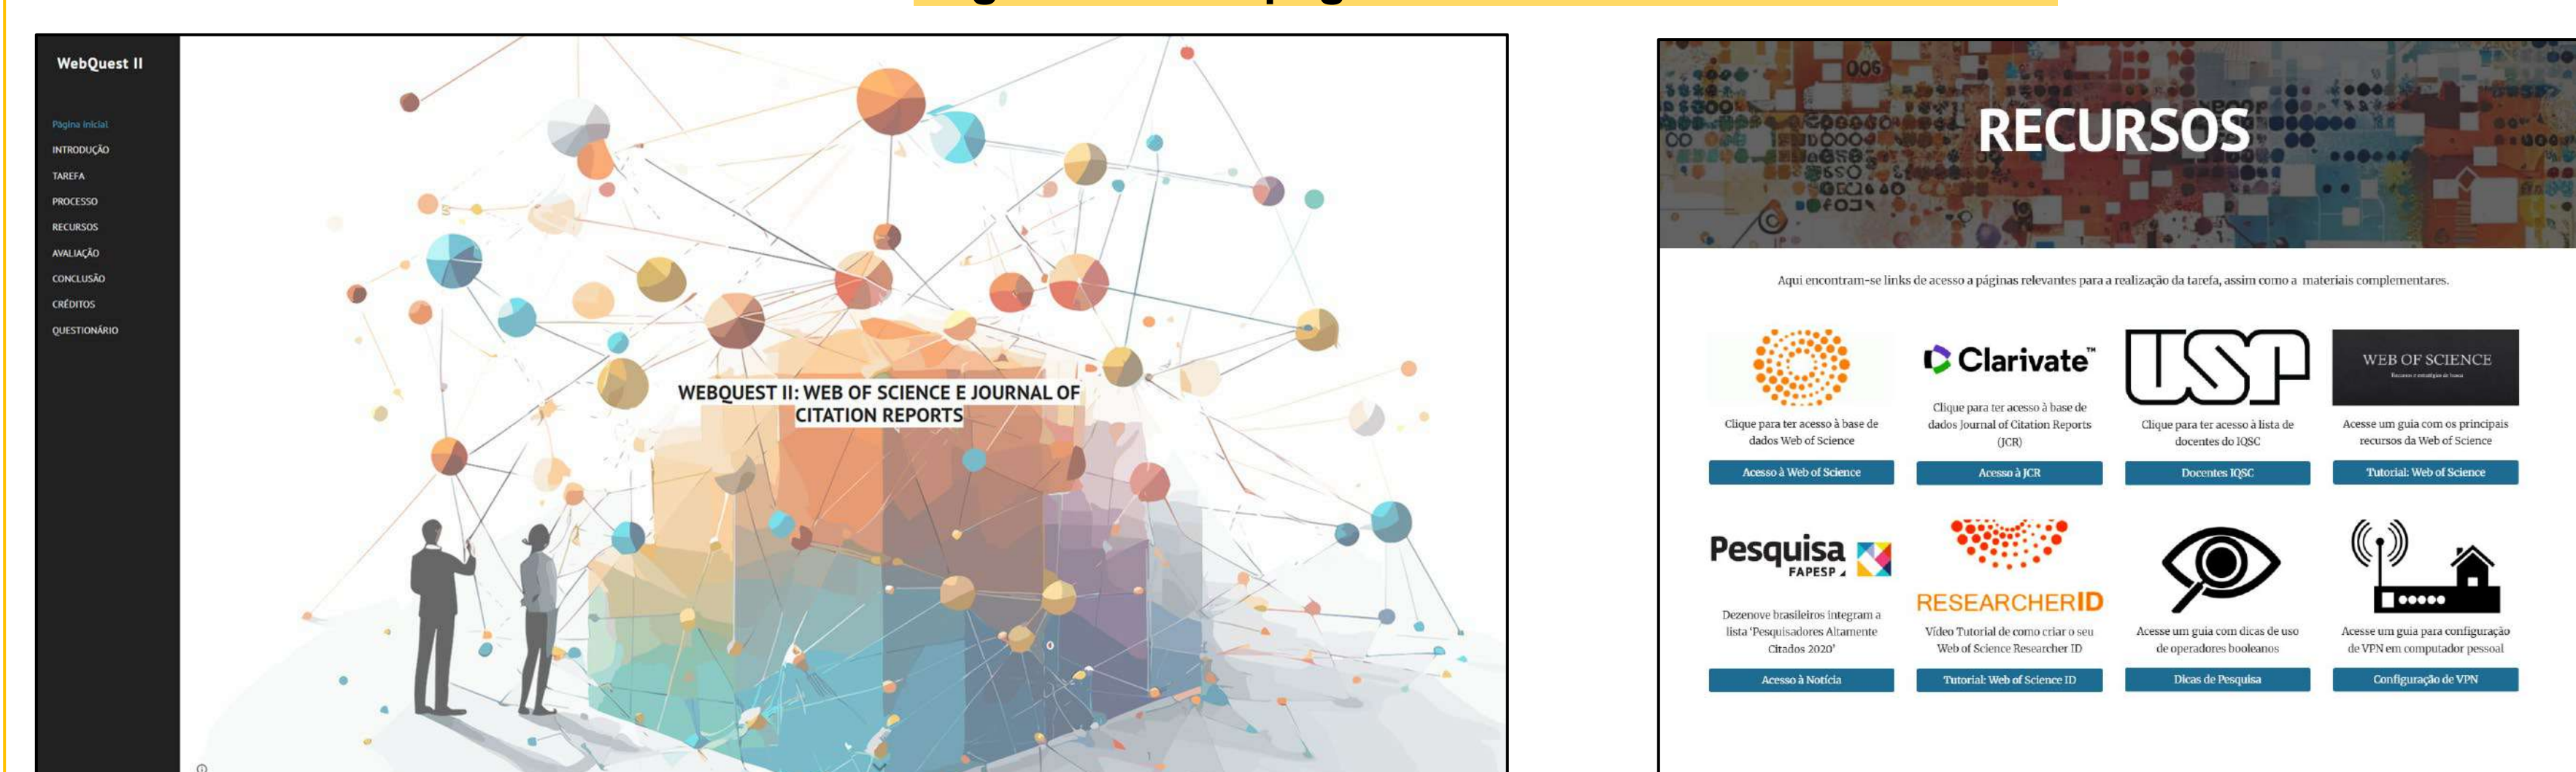 WebQuest II
Página inicial
INTRODUÇÃO
TAREFA
PROCESSO
RECURSOS
AVALIAÇÃO
CONCLUSÃO
CRÉDITOS
QUESTIONÁRIO
WEBQUEST II: WEB OF SCIENCE E JOURNAL OF
CITATION REPORTS
RECURSOS
Aqui encontram-se links de acesso a páginas relevantes para a realização da tarefa, assim como a materiais complementares.
Clique para ter acesso à base de
dados Web of Science
Acesso à Web of Science
Clarivate™
Clique para ter acesso à base de
dados Journal of Citation Reports
(JCR)
Acesso à JCR
USP
Clique para ter acesso à lista de
docentes do IQSC
Docentes IQSC
WEB OF SCIENCE
Recursos e estratégias de busca
Acesse um guia com os principais
recursos da Web of Science
Tutorial: Web of Science
Pesquisa
FAPESP
Dezenove brasileiros integram a
lista ‘Pesquisadores Altamente
Citados 2020’
Acesso à Notícia
RESEARCHERID
Vídeo Tutorial de como criar o seu
Web of Science Researcher ID
Tutorial: Web of Science ID
Acesse um guia com dicas de uso
de operadores booleanos
Dicas de Pesquisa
Acesse um guia para configuração
de VPN em computador pessoal
Configuração de VPN